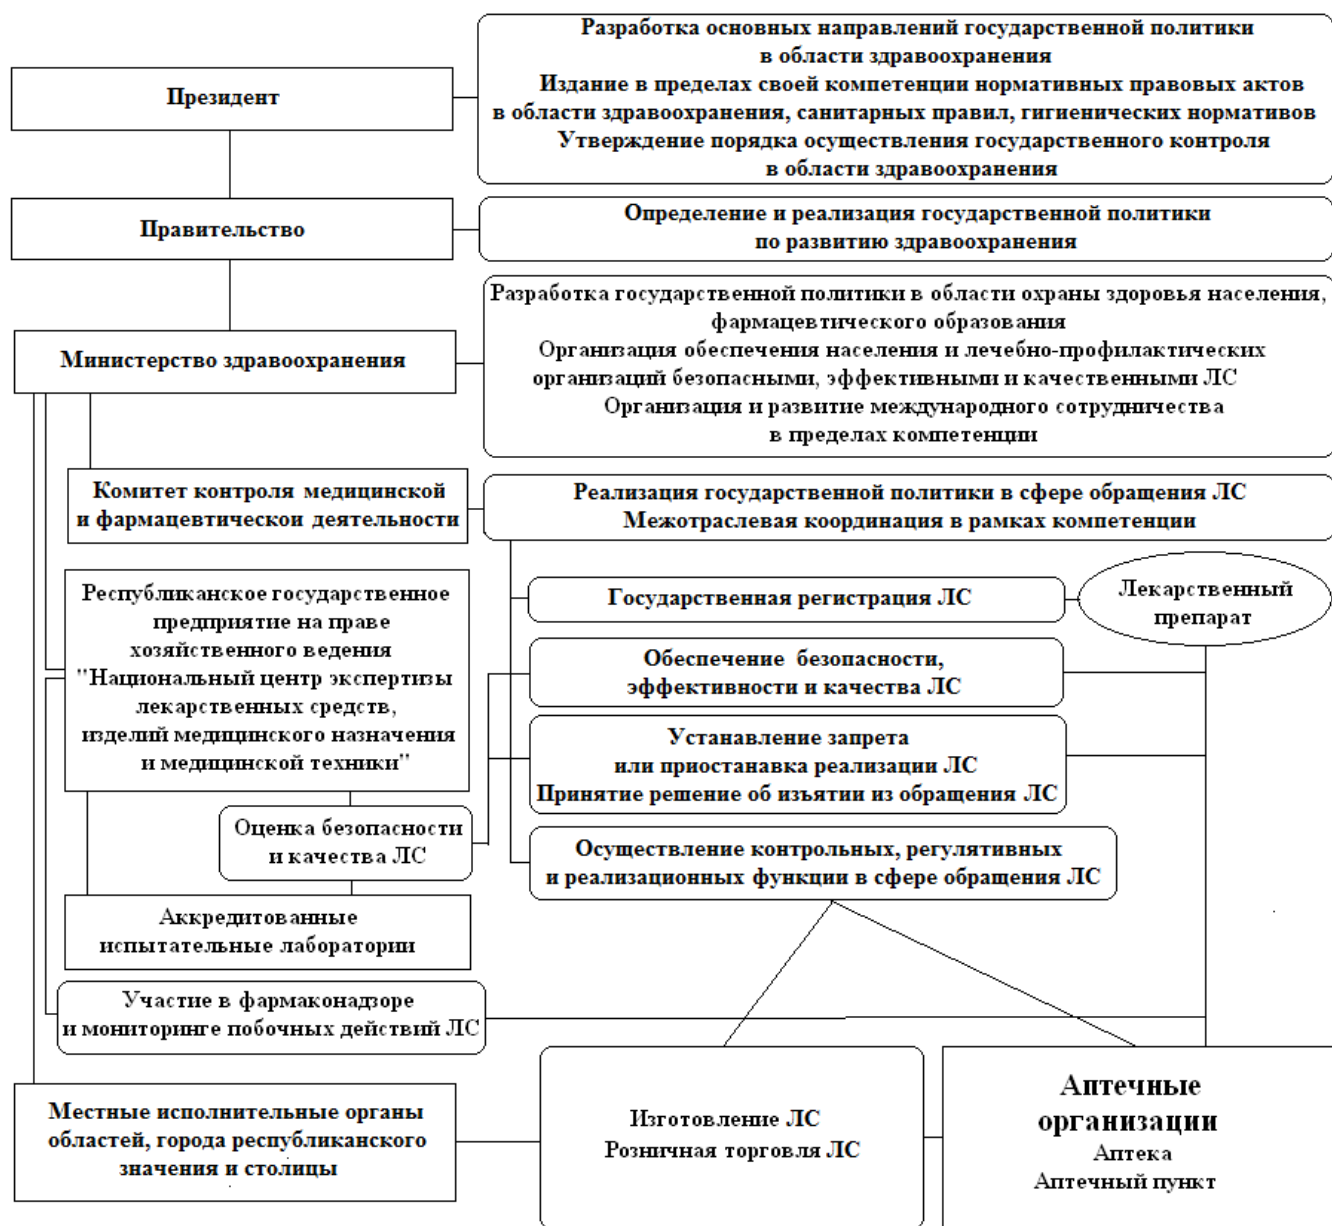 Президент
Разработка основных направлений государственной политики
в области здравоохранения
Издание в пределах своей компетенции нормативных правовых актов
в области здравоохранения, санитарных правил, гигиенических нормативов
Утверждение порядка осуществления государственного контроля
в области здравоохранения
Правительство
Определение и реализация государственной политики
по развитию здравоохранения
Министерство здравоохранения
Разработка государственной политики в области охраны здоровья населения,
фармацевтического образования
Организация обеспечения населения и лечебно-профилактических
организаций безопасными, эффективными и качественными ЛС
Организация и развитие международного сотрудничества
в пределах компетенции
Комитет контроля медицинской
и фармацевтическои деятельности
Реализация государственной политики в сфере обращения ЛС
Межотраслевая координация в рамках компетенции
Республиканское государственное
предприятие на праве
хозяйственного ведения
"Национальный центр экспертизы
лекарственных средств,
изделий медицинского назначения
и медицинской техники"
Государственная регистрация ЛС
Лекарственный
препарат
Обеспечение безопасности,
эффективности и качества ЛС
Устанавление запрета
или приостанавка реализации ЛС
Принятие решение об изъятии из обращения ЛС
Оценка безопасности
и качества ЛС
Осуществление контрольных, регулятивных
и реализационных функции в сфере обращения ЛС
Аккредитованные
испытательные лаборатории
Участие в фармаконадзоре
и мониторинге побочных действий ЛС
Местные исполнительные органы
областей, города республиканского
значения и столицы
Изготовление ЛС
Розничная торговля ЛС
Аптечные
организации
Аптека
Аптечный пункт